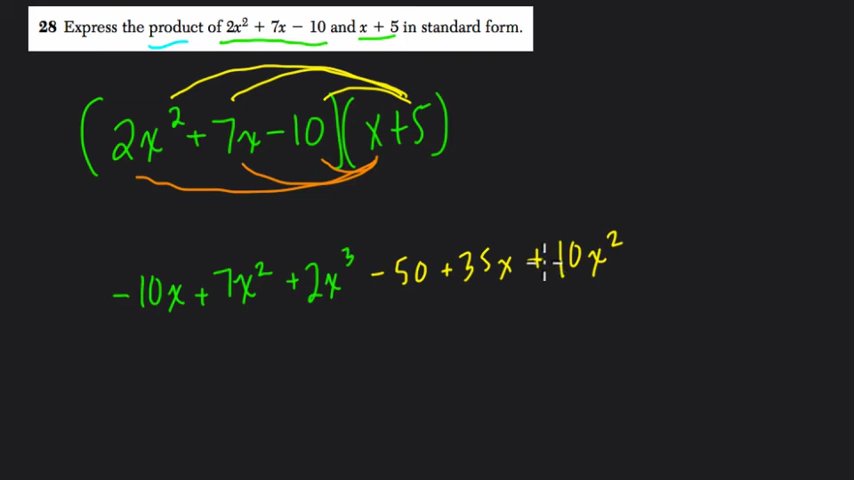 28 Express the product of 2x² + 7x − 10 and x + 5 in standard form.
(2x² + 7x − 10)(x + 5)
− 10x + 7x² + 2x³ − 50 + 35x + 10x²